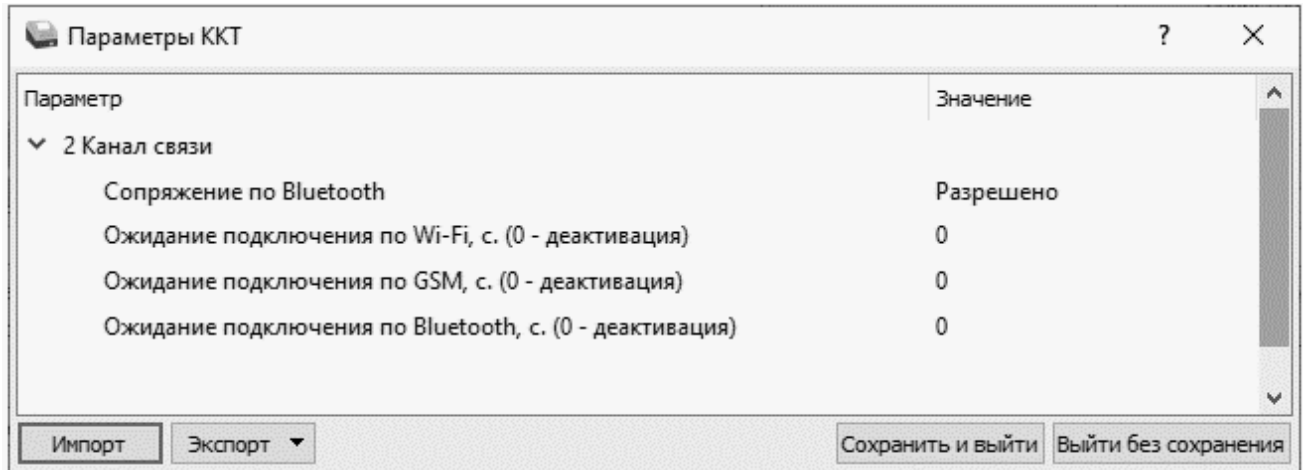 Параметры ККТ ?
Параметр Значение
2 Канал связи
Сопряжение по Bluetooth Разрешено
Ожидание подключения по Wi-Fi, с. (0 - деактивация) 0
Ожидание подключения по GSM, с. (0 - деактивация) 0
Ожидание подключения по Bluetooth, с. (0 - деактивация) 0
Импорт Экспорт Сохранить и выйти Выйти без сохранения